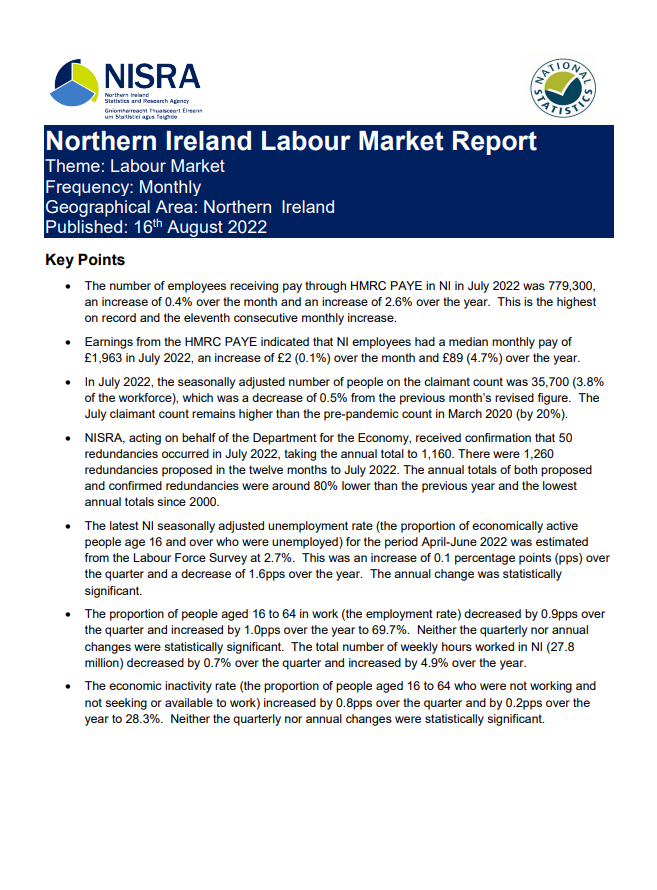 NISRA
Northern Ireland
Statistics and Research Agency
Gníomhaireacht Thuaisceart Éireann
um Staitisticí agus Taighde
NATIONAL STATISTICS
Northern Ireland Labour Market Report
Theme: Labour Market
Frequency: Monthly
Geographical Area: Northern Ireland
Published: 16th August 2022
Key Points
• The number of employees receiving pay through HMRC PAYE in NI in July 2022 was 779,300,
an increase of 0.4% over the month and an increase of 2.6% over the year. This is the highest
on record and the eleventh consecutive monthly increase.
• Earnings from the HMRC PAYE indicated that NI employees had a median monthly pay of
£1,963 in July 2022, an increase of £2 (0.1%) over the month and £89 (4.7%) over the year.
• In July 2022, the seasonally adjusted number of people on the claimant count was 35,700 (3.8%
of the workforce), which was a decrease of 0.5% from the previous month's revised figure. The
July claimant count remains higher than the pre-pandemic count in March 2020 (by 20%).
• NISRA, acting on behalf of the Department for the Economy, received confirmation that 50
redundancies occurred in July 2022, taking the annual total to 1,160. There were 1,260
redundancies proposed in the twelve months to July 2022. The annual totals of both proposed
and confirmed redundancies were around 80% lower than the previous year and the lowest
annual totals since 2000.
• The latest NI seasonally adjusted unemployment rate (the proportion of economically active
people age 16 and over who were unemployed) for the period April-June 2022 was estimated
from the Labour Force Survey at 2.7%. This was an increase of 0.1 percentage points (pps) over
the quarter and a decrease of 1.6pps over the year. The annual change was statistically
significant.
• The proportion of people aged 16 to 64 in work (the employment rate) decreased by 0.9pps over
the quarter and increased by 1.0pps over the year to 69.7%. Neither the quarterly nor annual
changes were statistically significant. The total number of weekly hours worked in NI (27.8
million) decreased by 0.7% over the quarter and increased by 4.9% over the year.
• The economic inactivity rate (the proportion of people aged 16 to 64 who were not working and
not seeking or available to work) increased by 0.8pps over the quarter and by 0.2pps over the
year to 28.3%. Neither the quarterly nor annual changes were statistically significant.